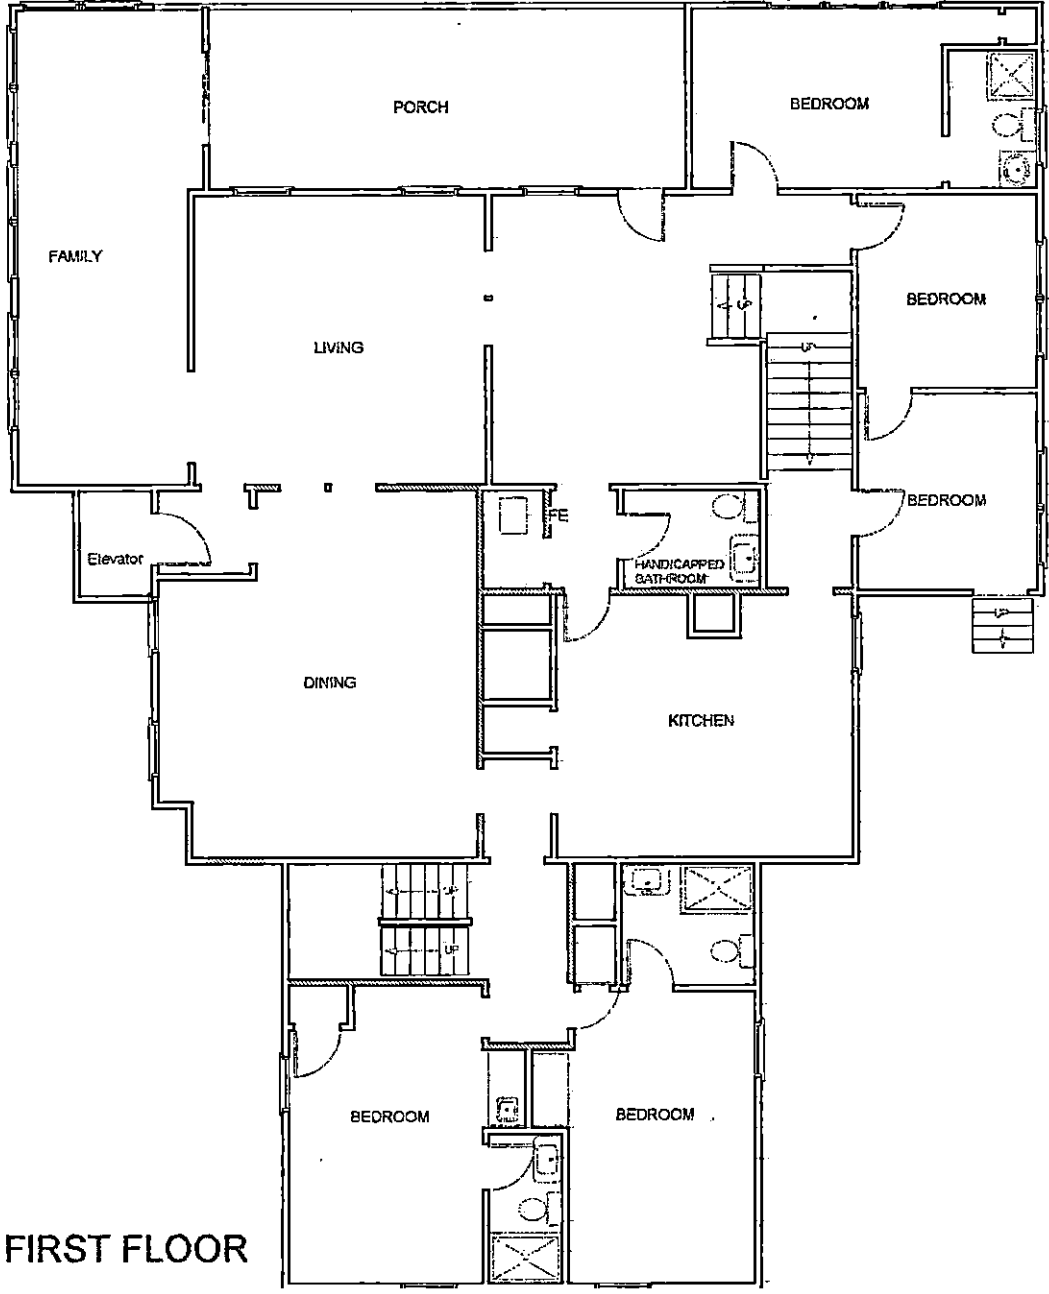 PORCH
BEDROOM
FAMILY
BEDROOM
LIVING
UP
UP
BEDROOM
FE
Elevator
HANDICAPPED
BATHROOM
UP
DINING
KITCHEN
UP
UP
BEDROOM
BEDROOM
FIRST FLOOR